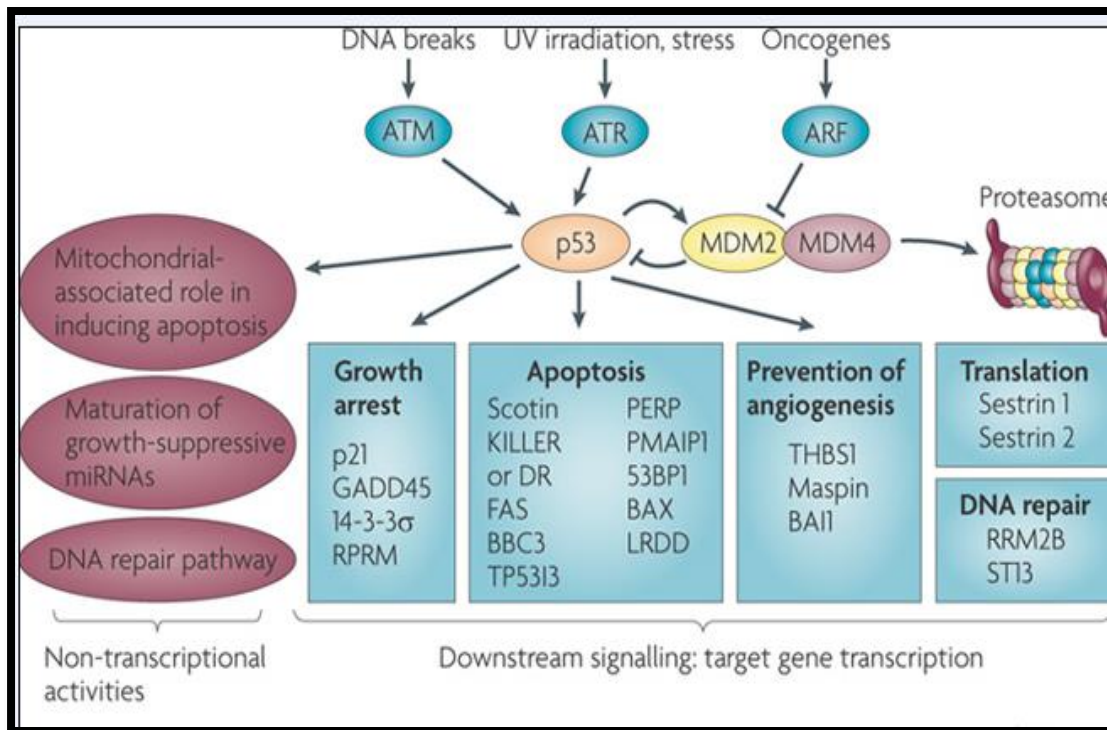 DNA breaks
UV irradiation, stress
Oncogenes
ATM
ATR
ARF
Proteasome
p53
MDM2
MDM4
Mitochondrial-
associated role in
inducing apoptosis
Maturation of
growth-suppressive
miRNAs
DNA repair pathway
Growth
arrest
p21
GADD45
14-3-3σ
RPRM
Apoptosis
Scotin
KILLER
or DR
FAS
BBC3
TP53I3
PERP
PMAIP1
53BP1
BAX
LRDD
Prevention of
angiogenesis
THBS1
Maspin
BAI1
Translation
Sestrin 1
Sestrin 2
DNA repair
RRM2B
ST13
Non-transcriptional
activities
Downstream signalling: target gene transcription